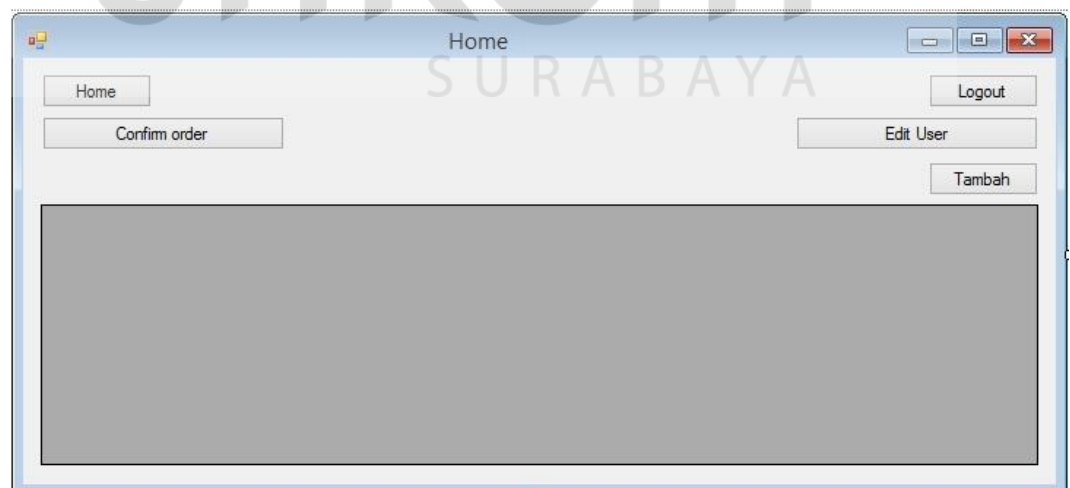 Home
SURABAYA
Home
Logout
Confirm order
Edit User
Tambah